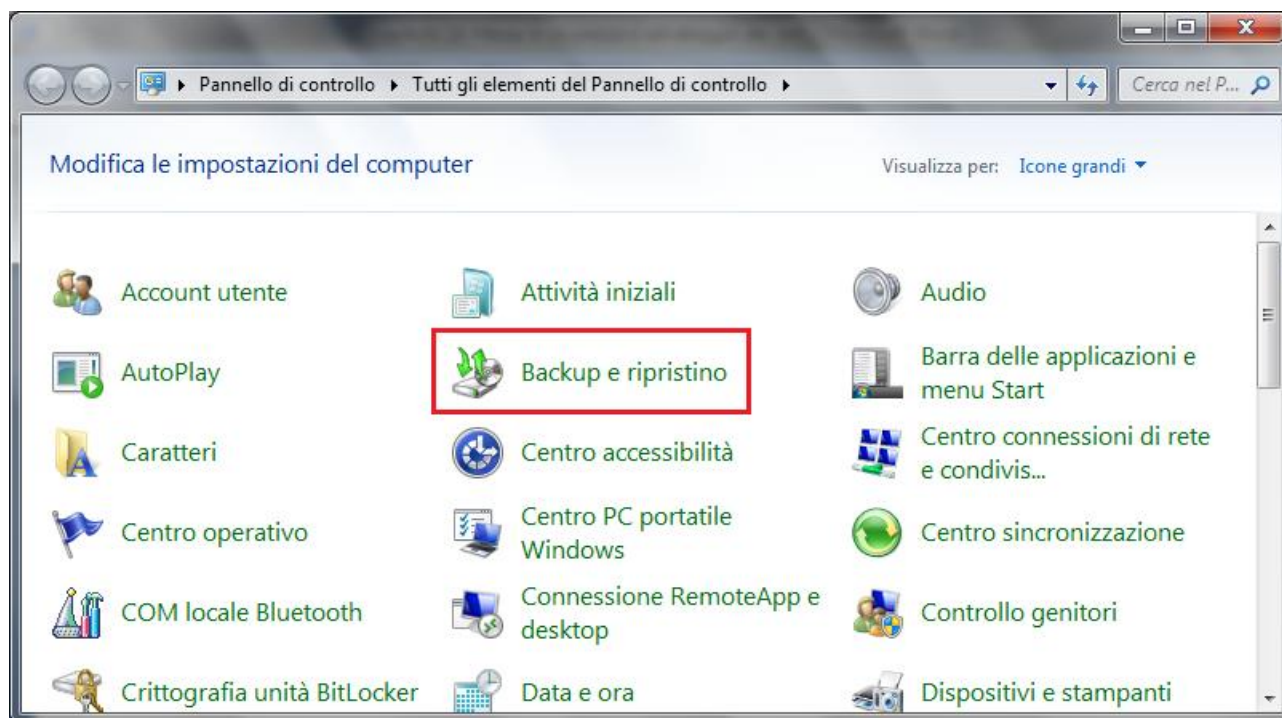 Pannello di controllo
Tutti gli elementi del Pannello di controllo
Cerca nel P...
Modifica le impostazioni del computer
Visualizza per:
Icone grandi
Account utente
Attività iniziali
Audio
AutoPlay
Backup e ripristino
Barra delle applicazioni e
menu Start
Caratteri
Centro accessibilità
Centro connessioni di rete
e condivis...
Centro operativo
Centro PC portatile
Windows
Centro sincronizzazione
COM locale Bluetooth
Connessione RemoteApp e
desktop
Controllo genitori
Crittografia unità BitLocker
Data e ora
Dispositivi e stampanti